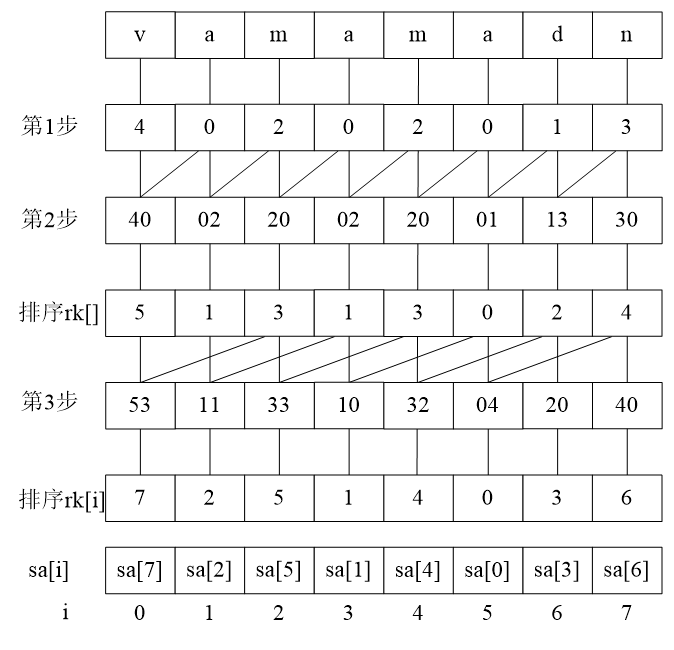 v a m a m a d n
第1步 4 0 2 0 2 0 1 3
第2步 40 02 20 02 20 01 13 30
排序rk[] 5 1 3 1 3 0 2 4
第3步 53 11 33 10 32 04 20 40
排序rk[i] 7 2 5 1 4 0 3 6
sa[i] sa[7] sa[2] sa[5] sa[1] sa[4] sa[0] sa[3] sa[6]
i 0 1 2 3 4 5 6 7